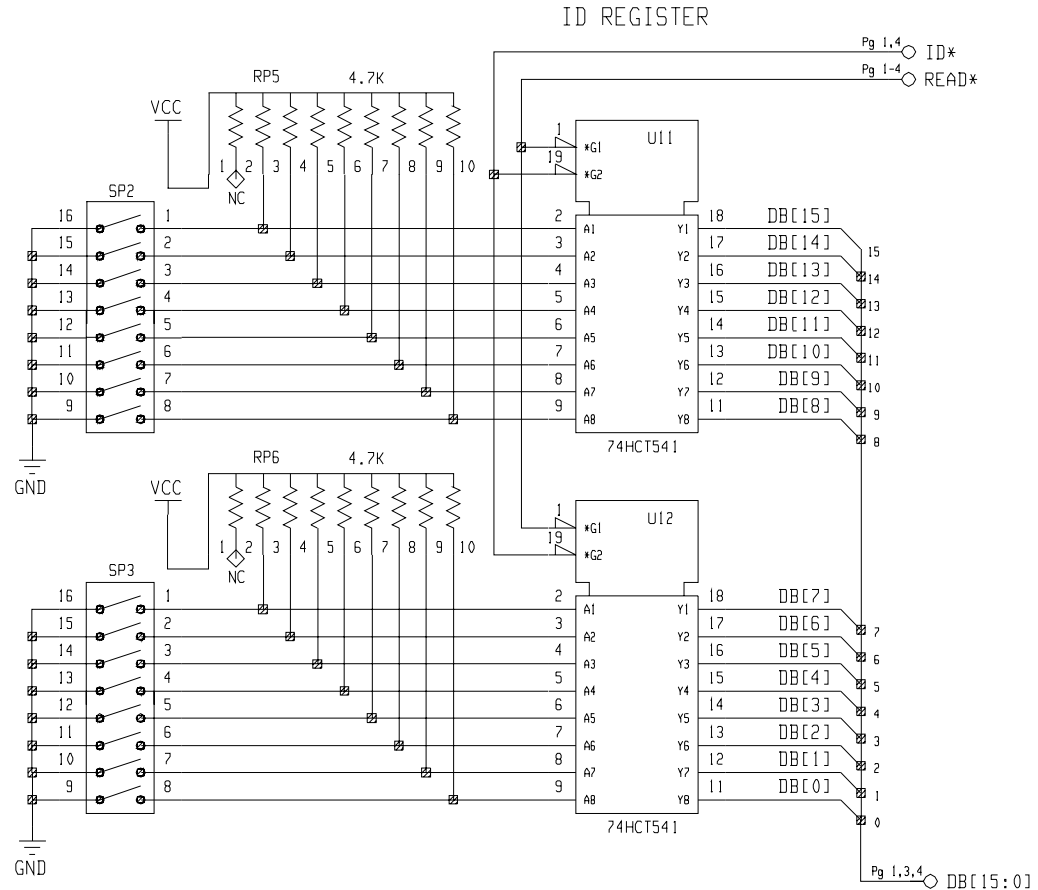 ID REGISTER
Pg 1,4 ID*
Pg 1-4 READ*
RP5 4.7K
VCC
1 2 3 4 5 6 7 8 9 10
NC
SP2
U11
1 *G1
19 *G2
16 1 2 A1 Y1 18 DB[15] 15
15 2 3 A2 Y2 17 DB[14] 14
14 3 4 A3 Y3 16 DB[13] 13
13 4 5 A4 Y4 15 DB[12] 12
12 5 6 A5 Y5 14 DB[11] 11
11 6 7 A6 Y6 13 DB[10] 10
10 7 8 A7 Y7 12 DB[9] 9
9 8 9 A8 Y8 11 DB[8] 8
74HCT541
GND
RP6 4.7K
VCC
1 2 3 4 5 6 7 8 9 10
NC
SP3
U12
1 *G1
19 *G2
16 1 2 A1 Y1 18 DB[7] 7
15 2 3 A2 Y2 17 DB[6] 6
14 3 4 A3 Y3 16 DB[5] 5
13 4 5 A4 Y4 15 DB[4] 4
12 5 6 A5 Y5 14 DB[3] 3
11 6 7 A6 Y6 13 DB[2] 2
10 7 8 A7 Y7 12 DB[1] 1
9 8 9 A8 Y8 11 DB[0] 0
74HCT541
GND
Pg 1,3,4 DB[15:0]